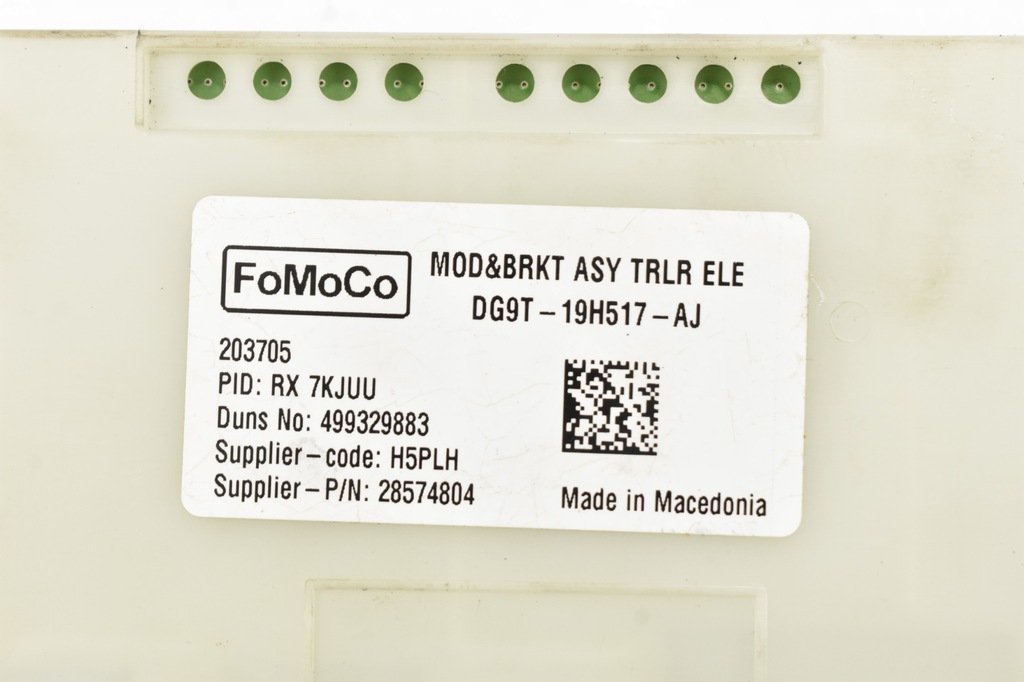 FoMoCo
MOD&BRKT ASY TRLR ELE
DG9T-19H517-AJ
203705
PID: RX 7KJUU
Duns No: 499329883
Supplier-code: H5PLH
Supplier-P/N: 28574804
Made in Macedonia